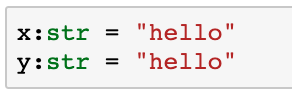 x:str = "hello"
y:str = "hello"